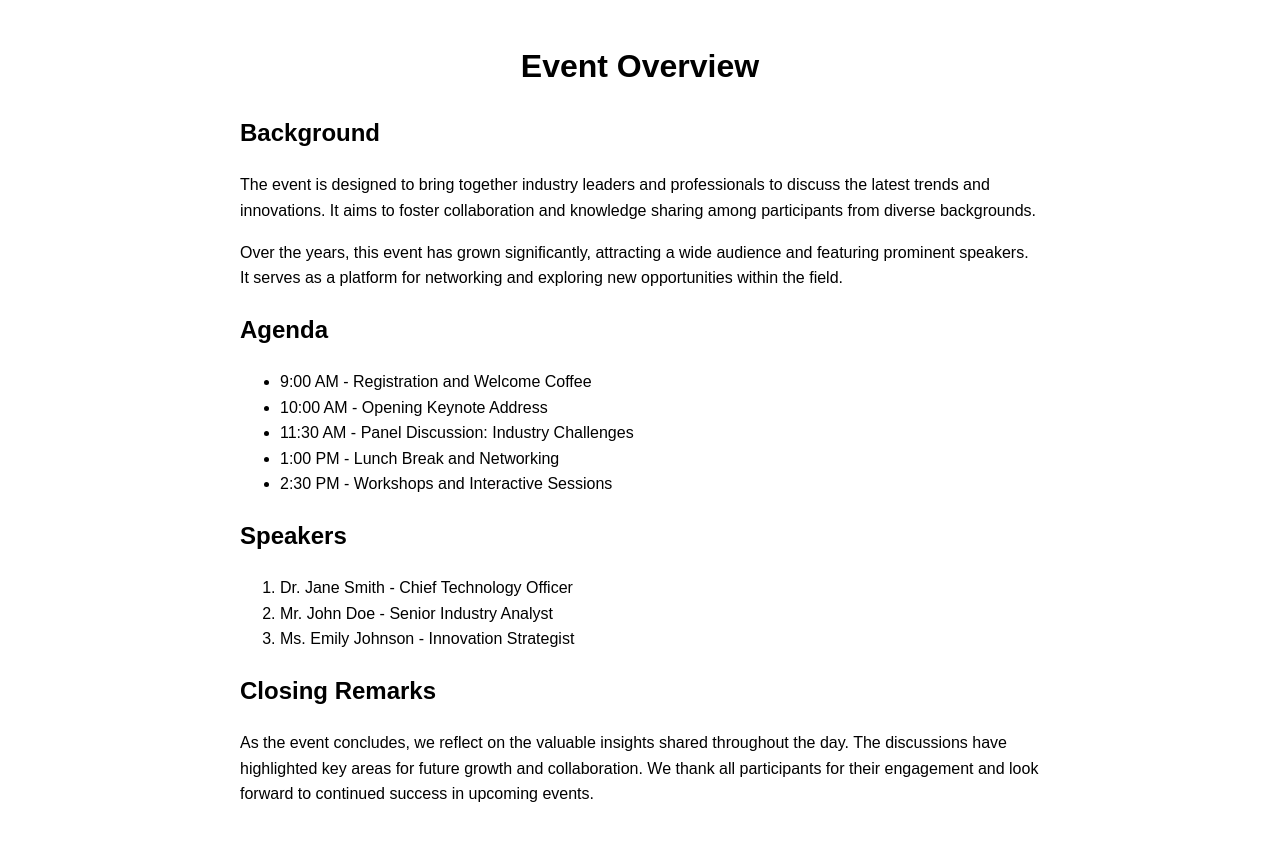 Event Overview
Background
The event is designed to bring together industry leaders and professionals to discuss the latest trends and
innovations. It aims to foster collaboration and knowledge sharing among participants from diverse backgrounds.
Over the years, this event has grown significantly, attracting a wide audience and featuring prominent speakers.
It serves as a platform for networking and exploring new opportunities within the field.
Agenda
• 9:00 AM - Registration and Welcome Coffee
• 10:00 AM - Opening Keynote Address
• 11:30 AM - Panel Discussion: Industry Challenges
• 1:00 PM - Lunch Break and Networking
• 2:30 PM - Workshops and Interactive Sessions
Speakers
1. Dr. Jane Smith - Chief Technology Officer
2. Mr. John Doe - Senior Industry Analyst
3. Ms. Emily Johnson - Innovation Strategist
Closing Remarks
As the event concludes, we reflect on the valuable insights shared throughout the day. The discussions have
highlighted key areas for future growth and collaboration. We thank all participants for their engagement and look
forward to continued success in upcoming events.